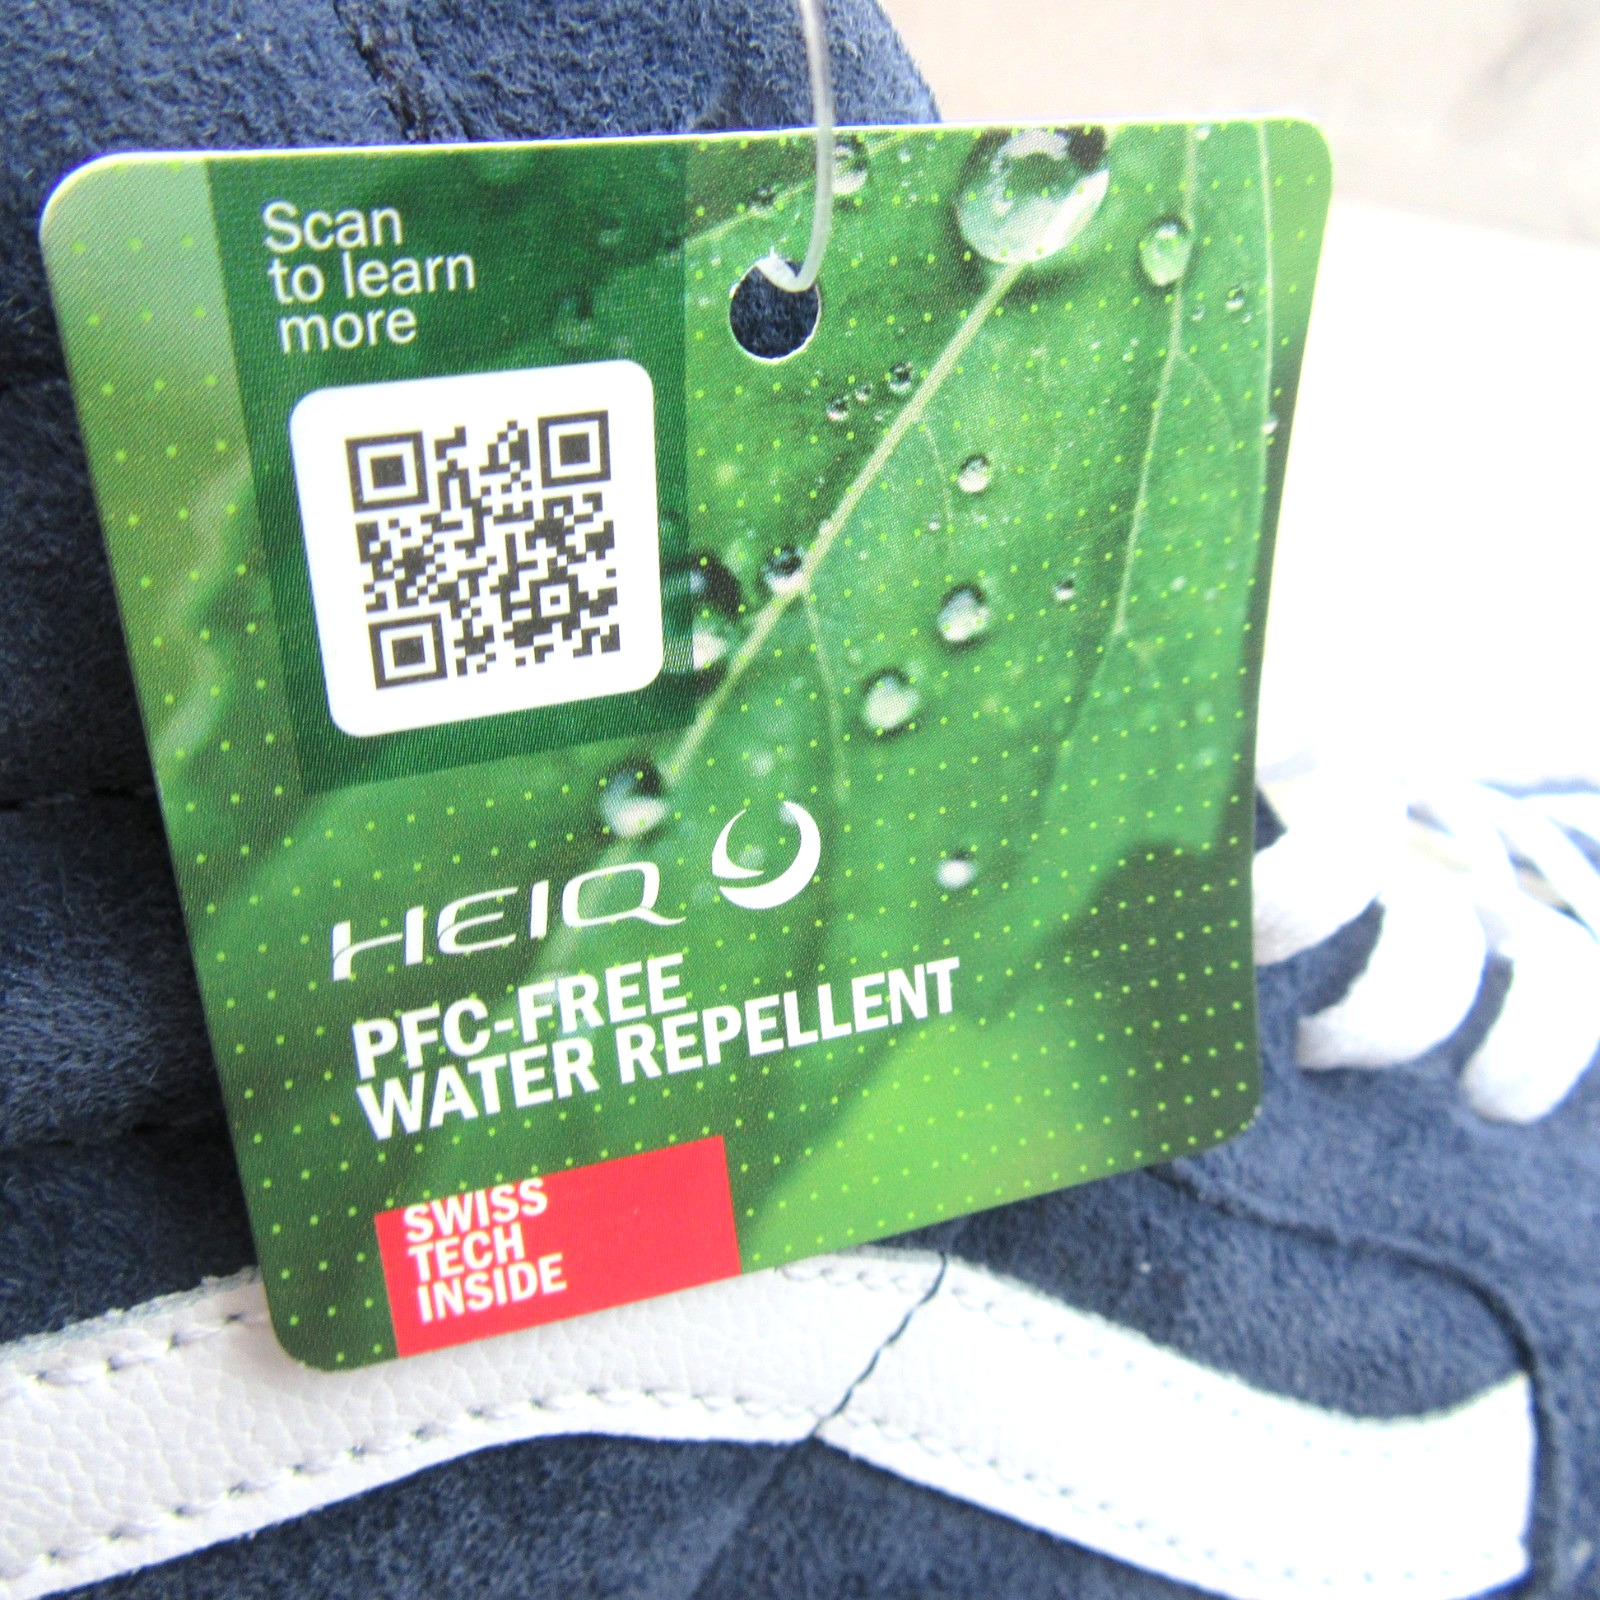 Scan
to learn
more
HEIQ
PFC-FREE
WATER REPELLENT
SWISS
TECH
INSIDE